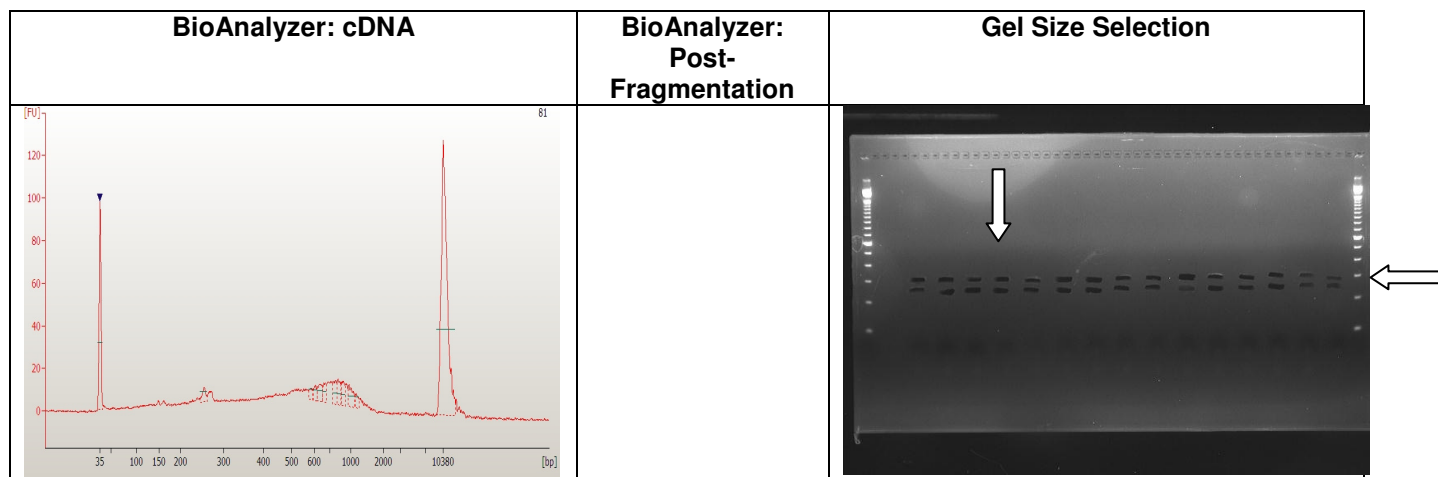 BioAnalyzer: cDNA
BioAnalyzer:
Post-
Fragmentation
Gel Size Selection
[FU]
81
120
100
80
60
40
20
0
35 100 150 200 300 400 500 600 1000 2000 10380 [bp]